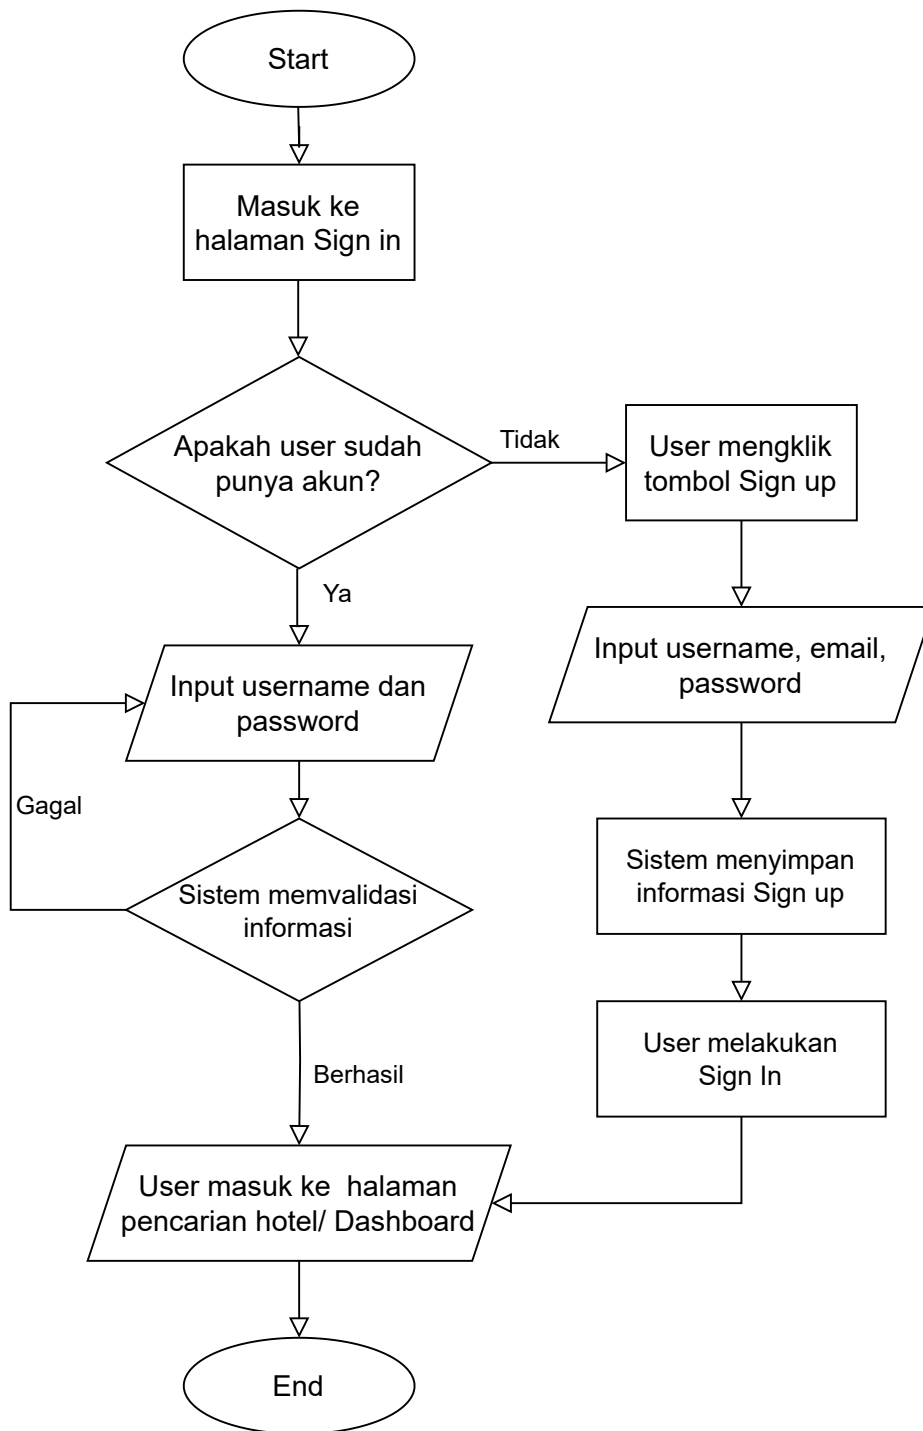 Start
Masuk ke
halaman Sign in
Apakah user sudah
punya akun?
Tidak
User mengklik
tombol Sign up
Ya
Input username, email,
password
Input username dan
password
Gagal
Sistem memvalidasi
informasi
Sistem menyimpan
informasi Sign up
User melakukan
Sign In
Berhasil
User masuk ke halaman
pencarian hotel/ Dashboard
End